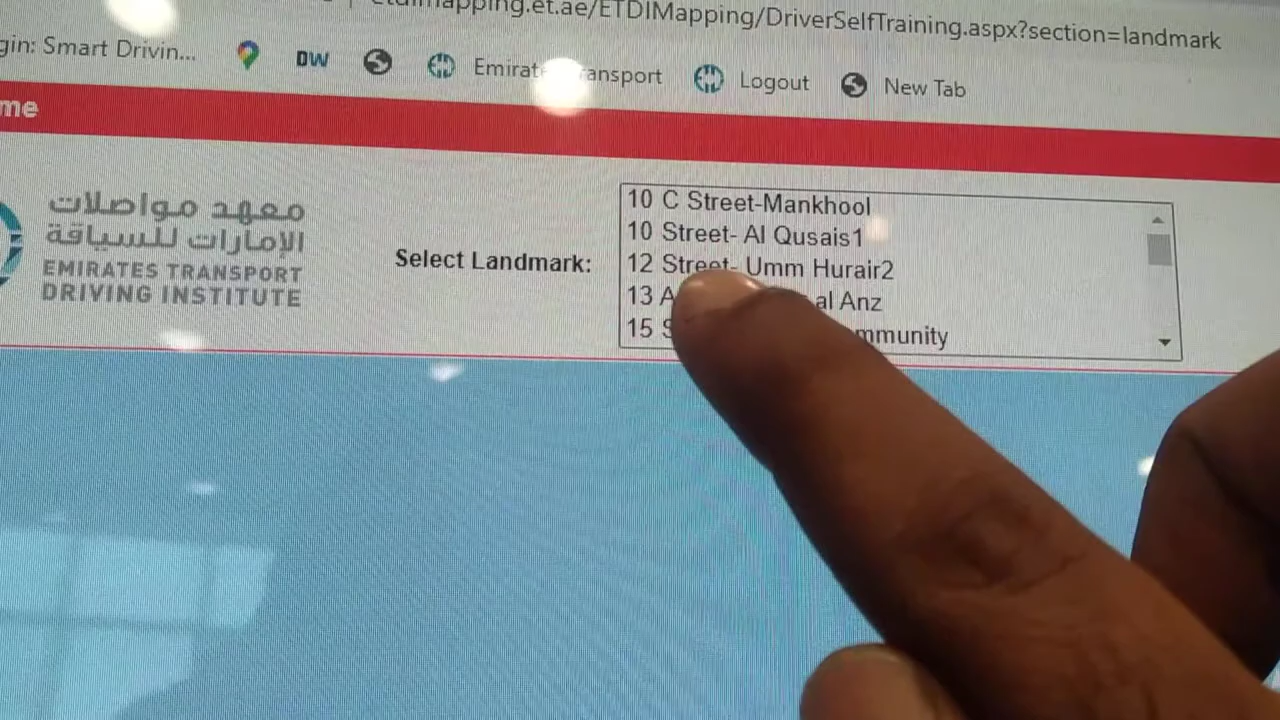 etdimapping.et.ae/ETDIMapping/DriverSelfTraining.aspx?section=landmark
gin: Smart Drivin...
DW
Emirat ansport
Logout
New Tab
me
معهد مواصلات
الإمارات للسياقة
EMIRATES TRANSPORT
DRIVING INSTITUTE
Select Landmark:
10 C Street-Mankhool
10 Street- Al Qusais1
12 Street- Umm Hurair2
13 A al Anz
15 S mmunity